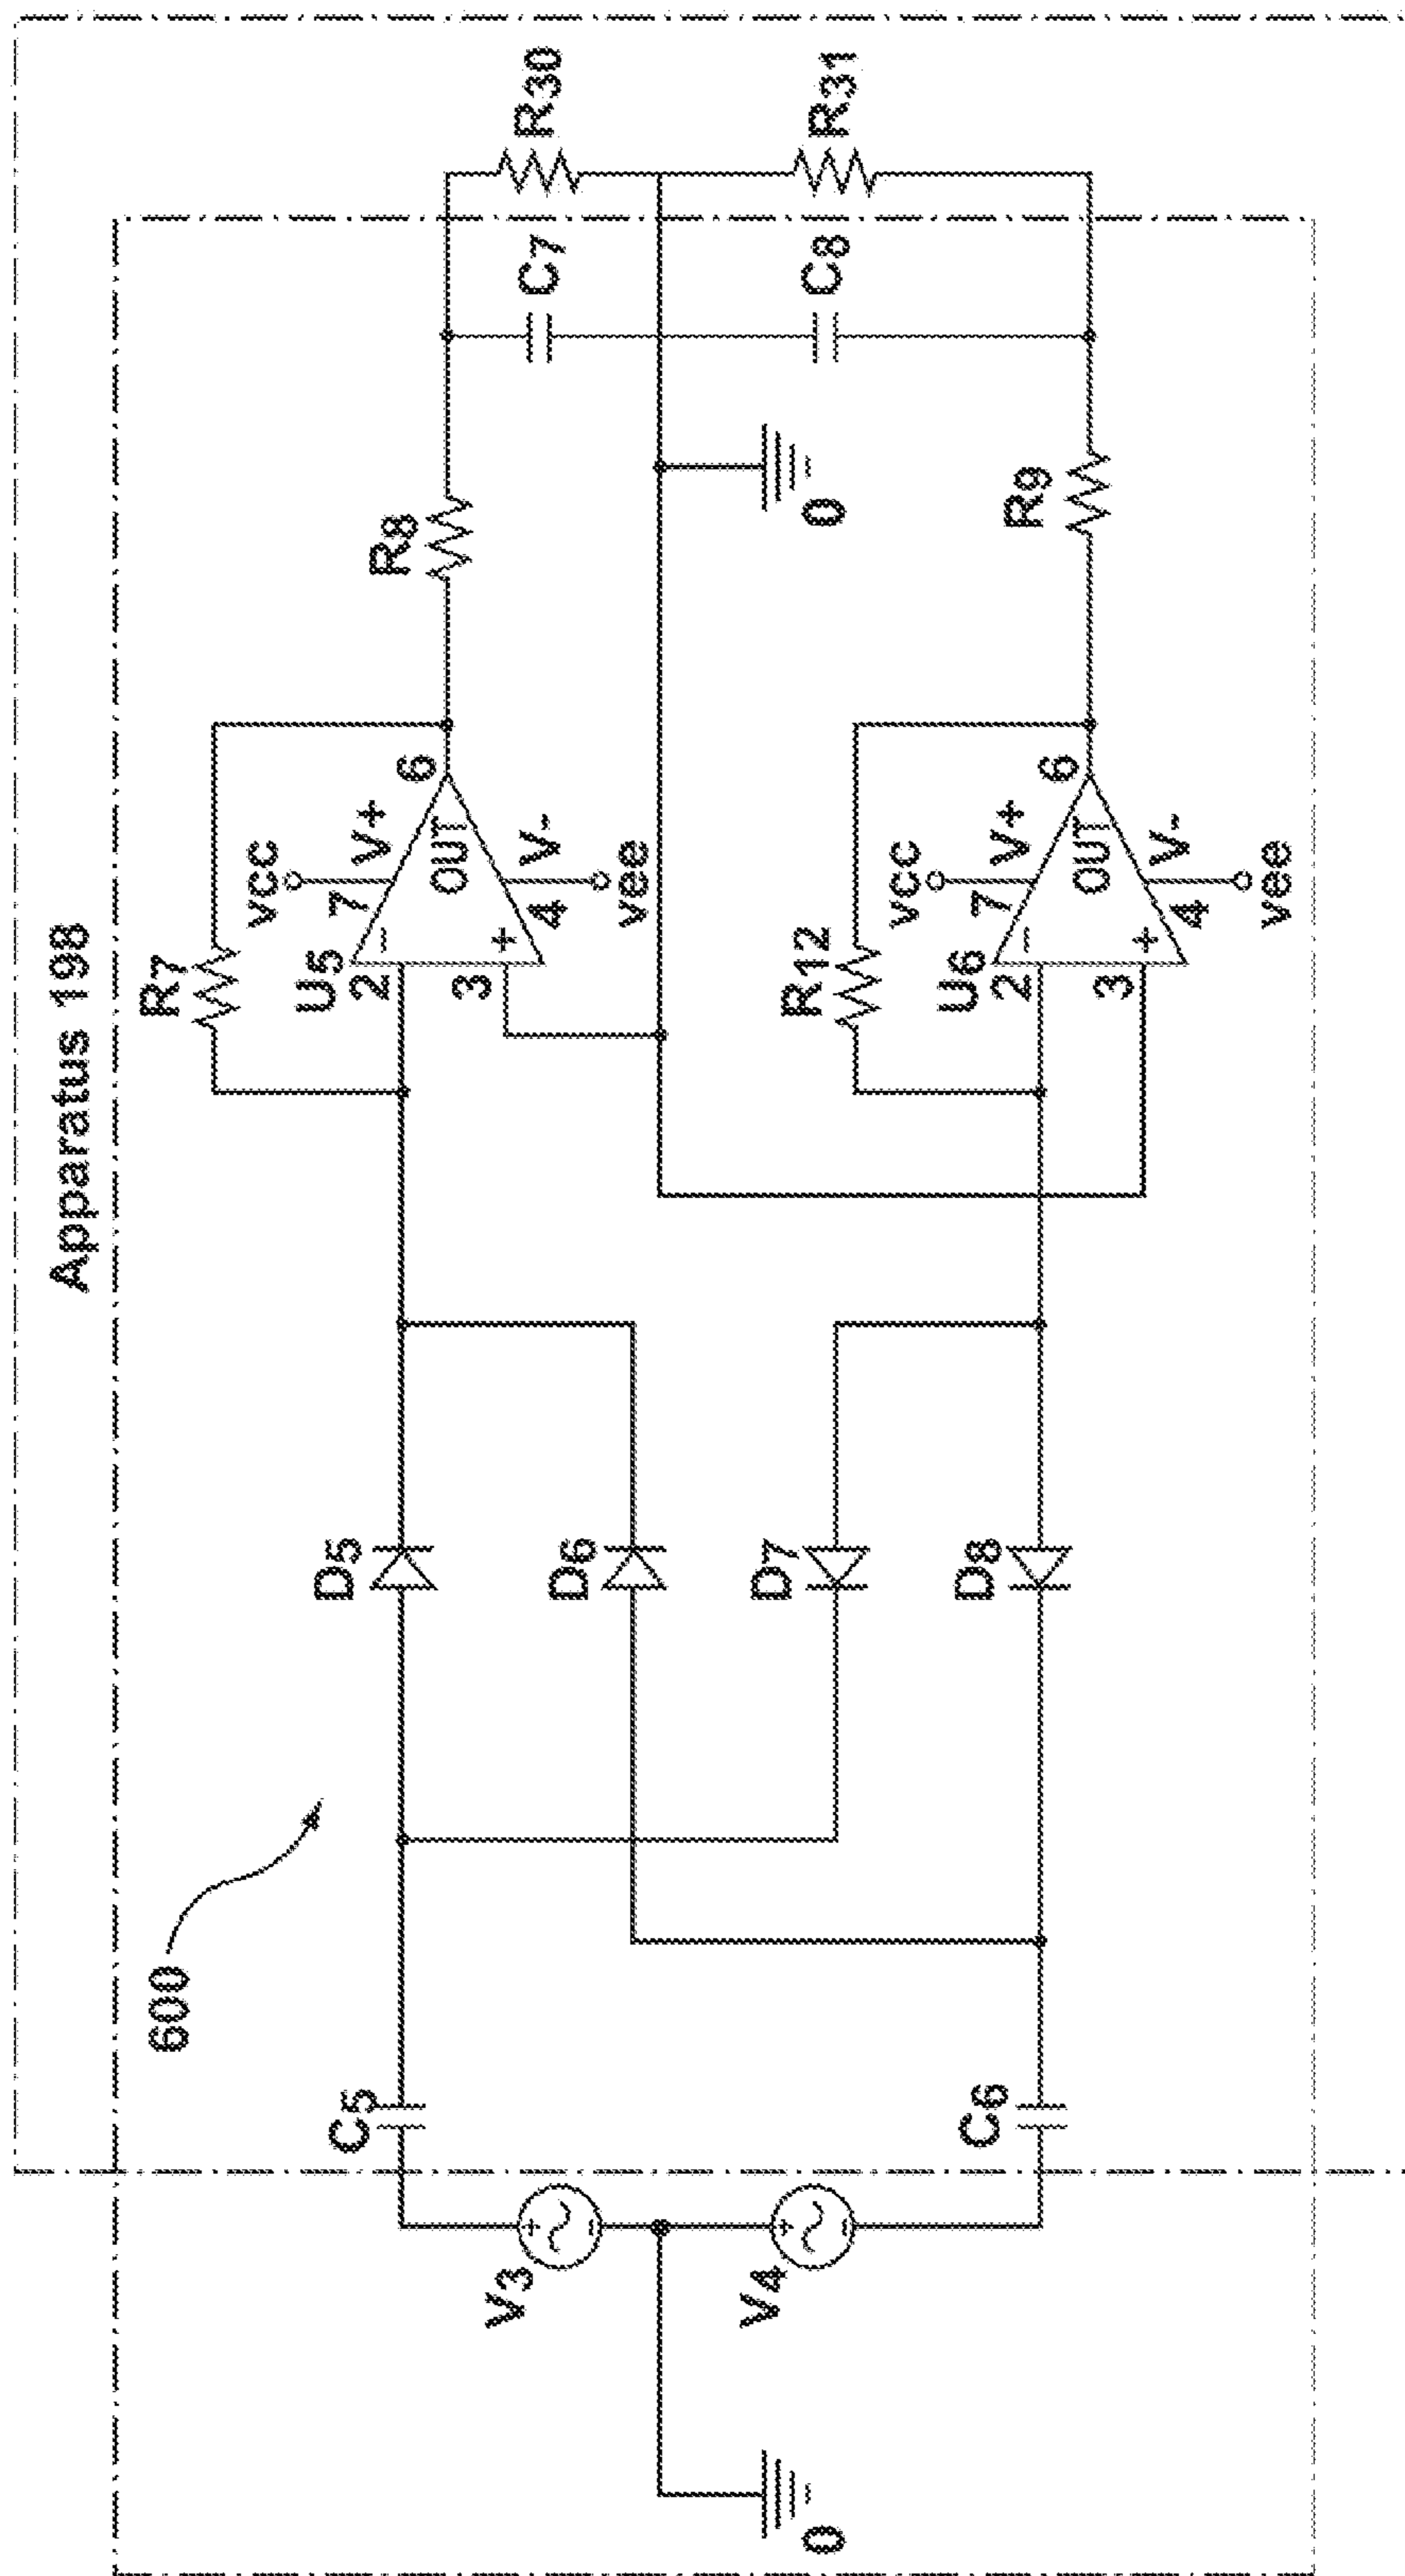 Apparatus 198
600
V3
+
-
V4
+
-
0
C5
C6
D5
D6
D7
D8
R7
U5
2
-
3
+
7
V+
vcc
OUT
6
4
V-
vee
R12
U6
2
-
3
+
7
V+
vcc
OUT
6
4
V-
vee
R8
R9
0
C7
C8
R30
R31